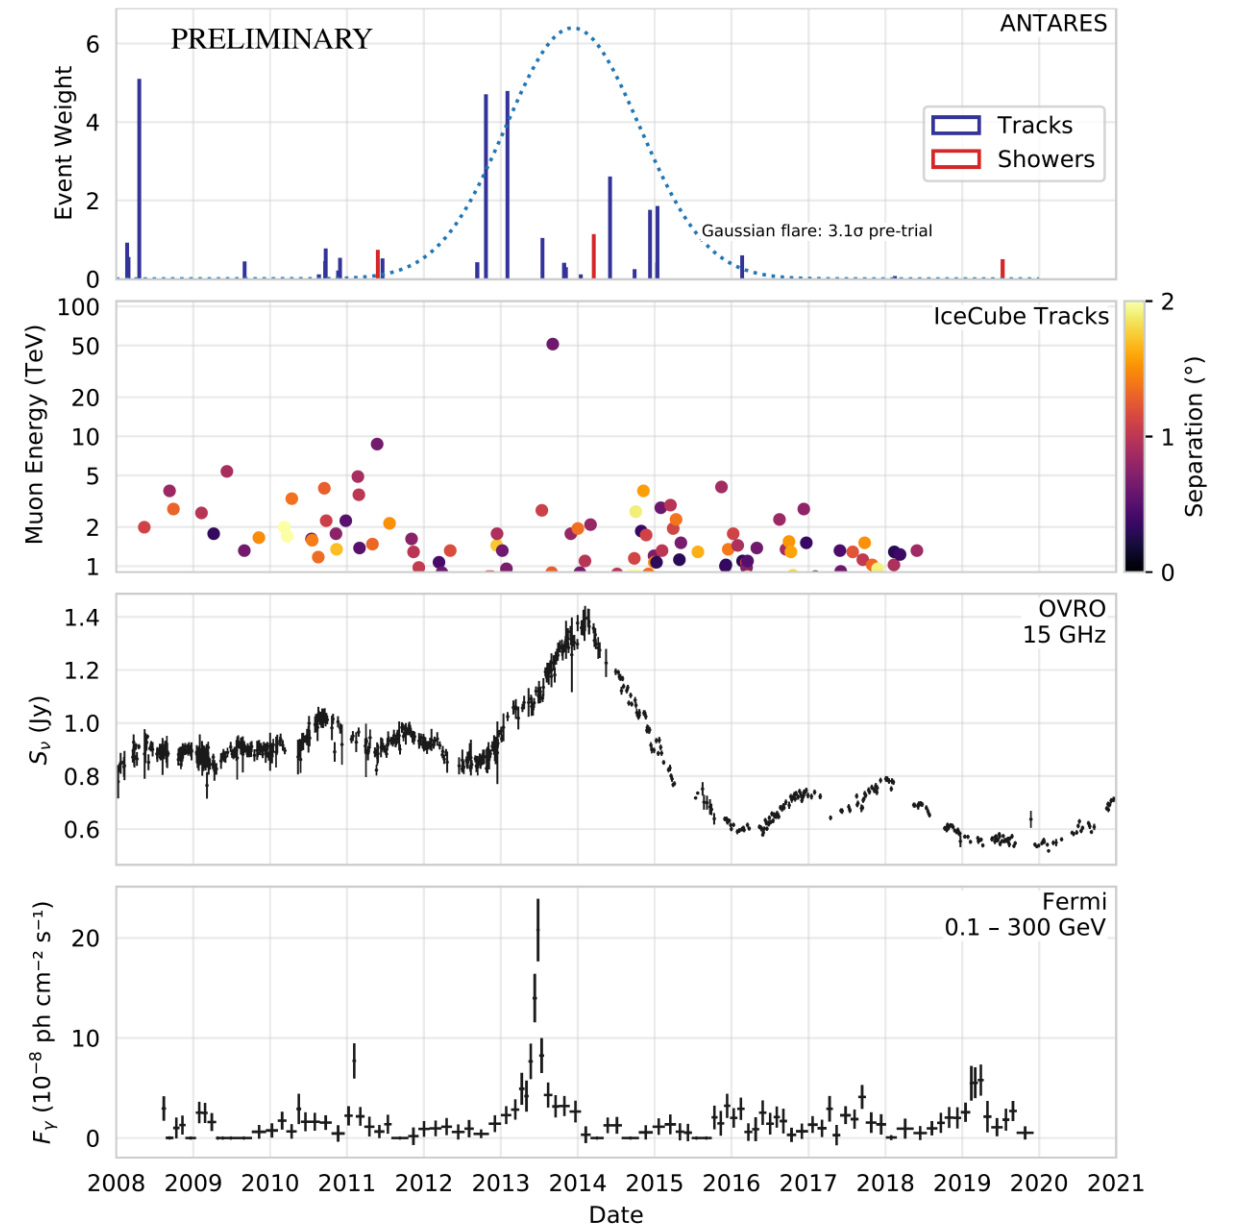 PRELIMINARY
ANTARES
Event Weight
6
4
2
0
Tracks
Showers
Gaussian flare: 3.1σ pre-trial
IceCube Tracks
Muon Energy (TeV)
100
50
20
10
5
2
1
2
1
0
Separation (°)
OVRO
15 GHz
Sν (Jy)
1.4
1.2
1.0
0.8
0.6
Fermi
0.1 – 300 GeV
Fγ (10⁻⁸ ph cm⁻² s⁻¹)
20
10
0
2008 2009 2010 2011 2012 2013 2014 2015 2016 2017 2018 2019 2020 2021
Date